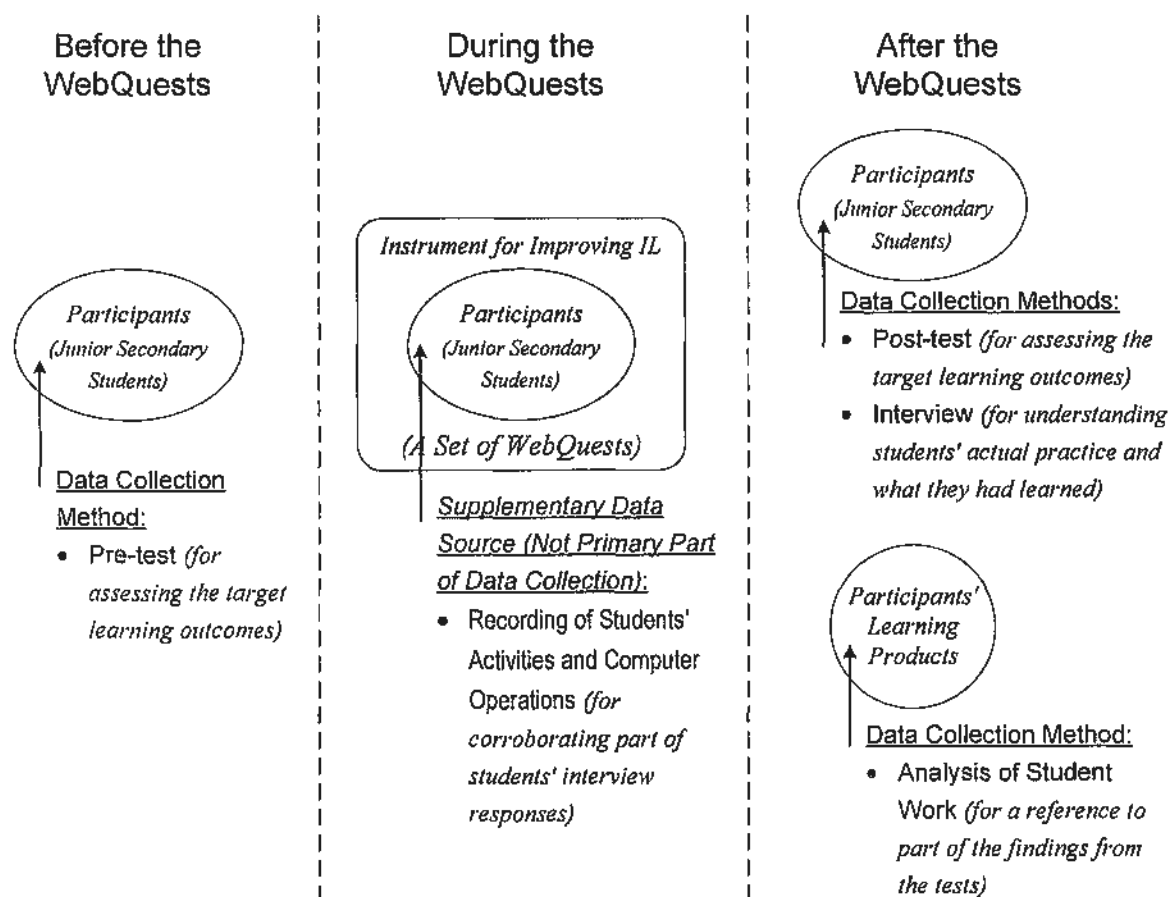 Before the
WebQuests
Participants
(Junior Secondary
Students)
Data Collection
Method:
• Pre-test (for
assessing the target
learning outcomes)
During the
WebQuests
Instrument for Improving IL
Participants
(Junior Secondary
Students)
(A Set of WebQuests)
Supplementary Data
Source (Not Primary Part
of Data Collection):
• Recording of Students'
Activities and Computer
Operations (for
corroborating part of
students' interview
responses)
After the
WebQuests
Participants
(Junior Secondary
Students)
Data Collection Methods:
• Post-test (for assessing the
target learning outcomes)
• Interview (for understanding
students' actual practice and
what they had learned)
Participants'
Learning
Products
Data Collection Method:
• Analysis of Student
Work (for a reference to
part of the findings from
the tests)